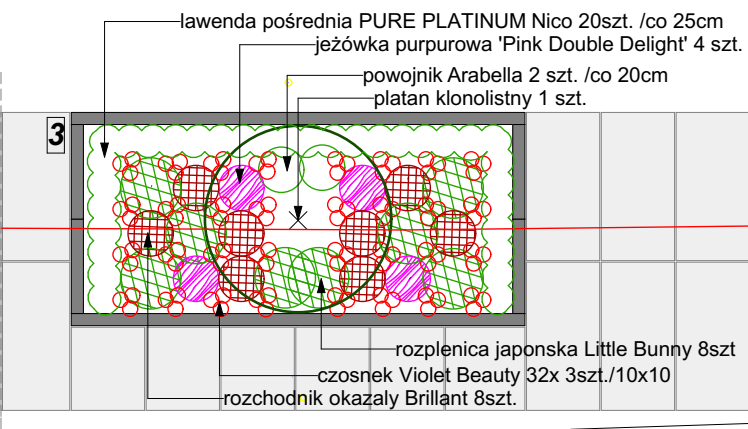 lawenda pośrednia PURE PLATINUM Nico 20szt. /co 25cm
jeżówka purpurowa 'Pink Double Delight' 4 szt.
powojnik Arabella 2 szt. /co 20cm
platan klonolistny 1 szt.
3
rozplenica japonska Little Bunny 8szt
czosnek Violet Beauty 32x 3szt./10x10
rozchodnik okazaly Brillant 8szt.